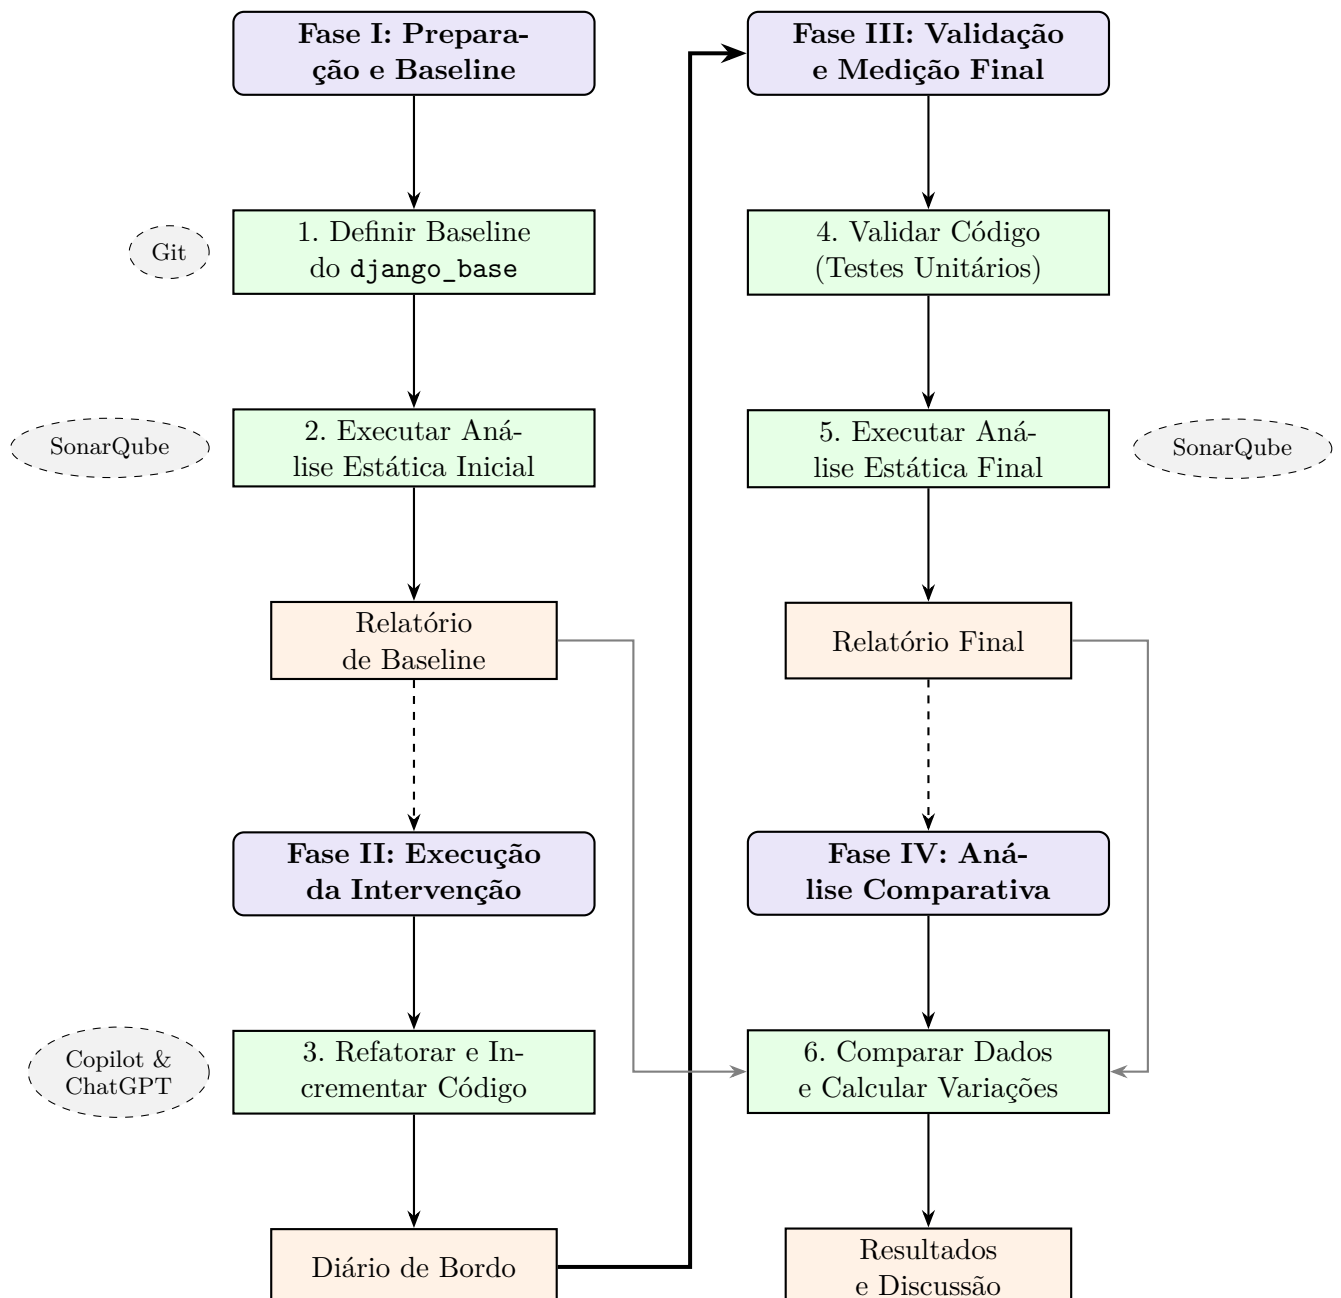 Fase I: Prepara-
ção e Baseline
Git
1. Definir Baseline
do django_base
SonarQube
2. Executar Aná-
lise Estática Inicial
Relatório
de Baseline
Fase II: Execução
da Intervenção
Copilot &
ChatGPT
3. Refatorar e In-
crementar Código
Diário de Bordo
Fase III: Validação
e Medição Final
4. Validar Código
(Testes Unitários)
5. Executar Aná-
lise Estática Final
SonarQube
Relatório Final
Fase IV: Aná-
lise Comparativa
6. Comparar Dados
e Calcular Variações
Resultados
e Discussão